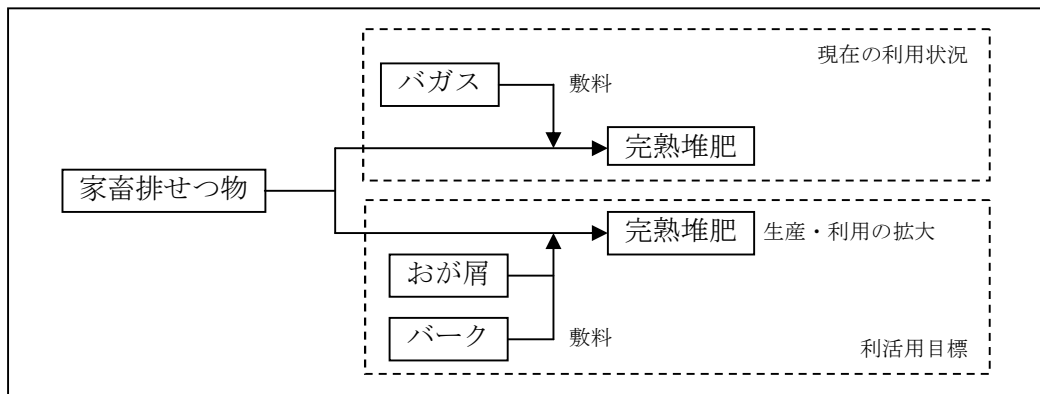 現在の利用状況
バガス
敷料
完熟堆肥
家畜排せつ物
完熟堆肥
生産・利用の拡大
おが屑
バーク
敷料
利活用目標